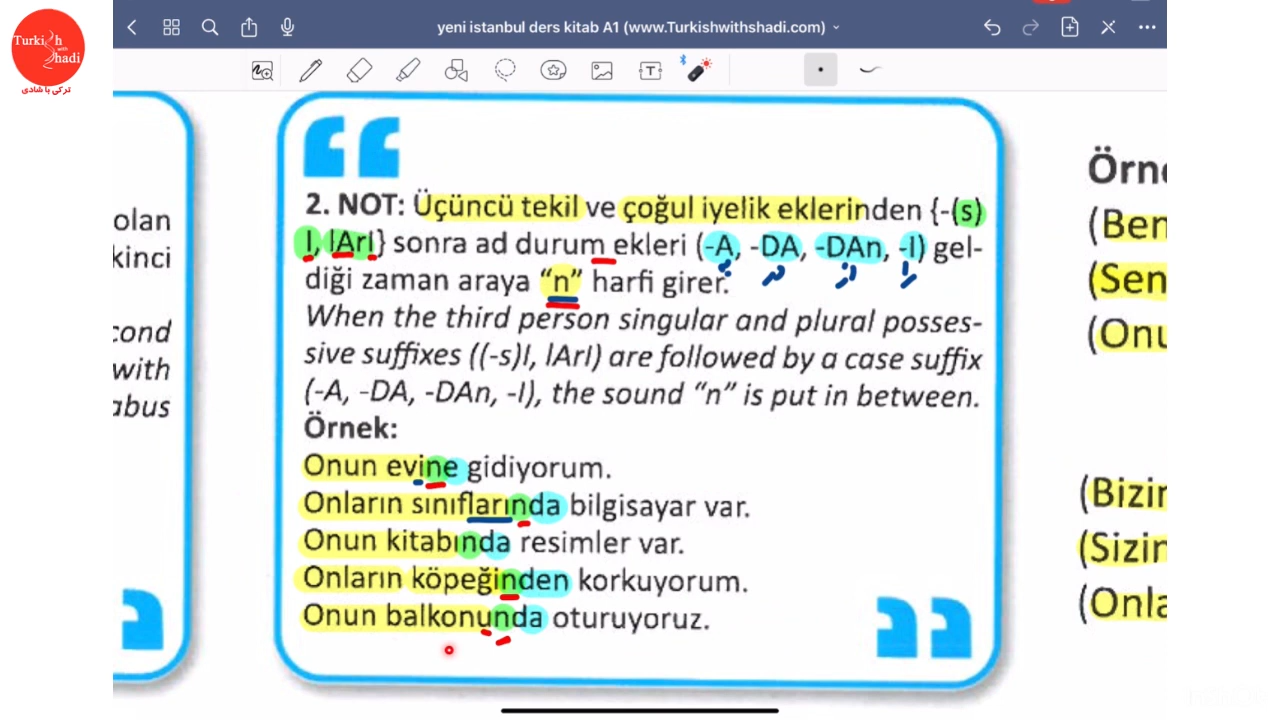 yeni istanbul ders kitab A1 (www.Turkishwithshadi.com)
Turkish
with
Shadi
ترکی با شادی
T
olan
kinci
cond
with
abus
2. NOT: Üçüncü tekil ve çoğul iyelik eklerinden {-(s)
I, lArI} sonra ad durum ekleri (-A, -DA, -DAn, -I) gel-
diği zaman araya “n” harfi girer.
When the third person singular and plural posses-
sive suffixes ((-s)I, lArI) are followed by a case suffix
(-A, -DA, -DAn, -I), the sound “n” is put in between.
Örnek:
Onun evine gidiyorum.
Onların sınıflarında bilgisayar var.
Onun kitabında resimler var.
Onların köpeğinden korkuyorum.
Onun balkonunda oturuyoruz.
Örne
(Ben
(Sen
(Onu
(Bizin
(Sizin
(Onla